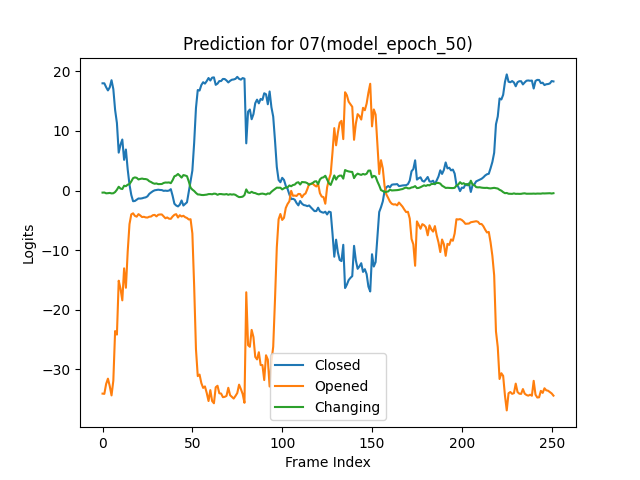 Prediction for 07(model_epoch_50)
20
10
0
−10
−20
−30
Logits
Closed
Opened
Changing
0
50
100
150
200
250
Frame Index